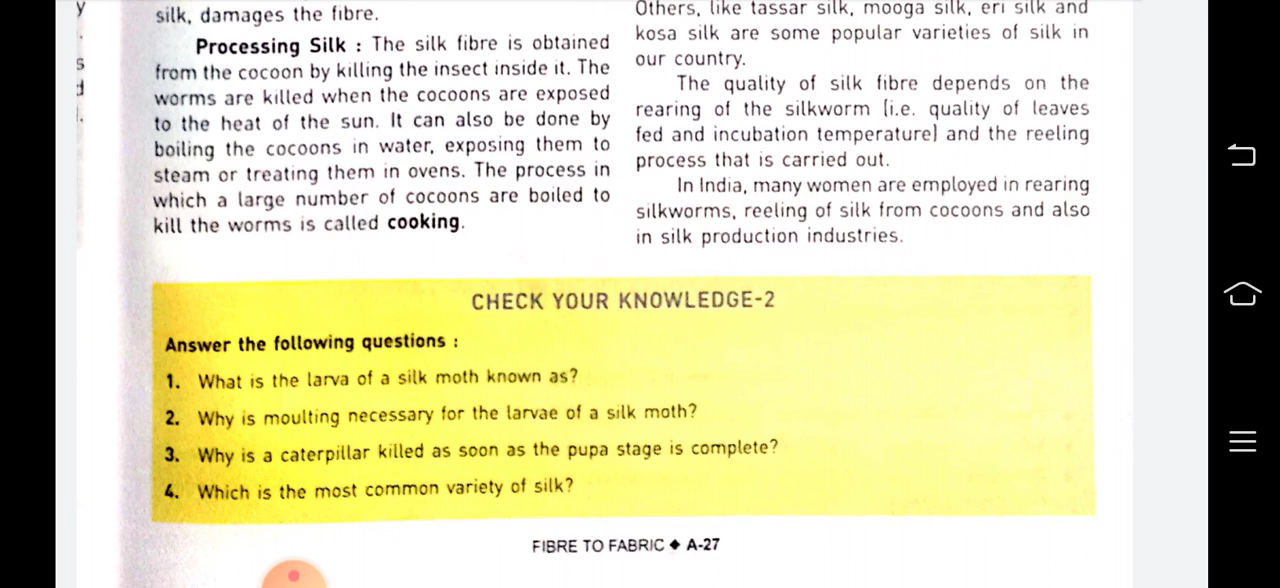 silk, damages the fibre.
Processing Silk : The silk fibre is obtained
from the cocoon by killing the insect inside it. The
worms are killed when the cocoons are exposed
to the heat of the sun. It can also be done by
boiling the cocoons in water, exposing them to
steam or treating them in ovens. The process in
which a large number of cocoons are boiled to
kill the worms is called cooking.
Others, like tassar silk, mooga silk, eri silk and
kosa silk are some popular varieties of silk in
our country.
The quality of silk fibre depends on the
rearing of the silkworm (i.e. quality of leaves
fed and incubation temperature) and the reeling
process that is carried out.
In India, many women are employed in rearing
silkworms, reeling of silk from cocoons and also
in silk production industries.
CHECK YOUR KNOWLEDGE-2
Answer the following questions :
1. What is the larva of a silk moth known as?
2. Why is moulting necessary for the larvae of a silk moth?
3. Why is a caterpillar killed as soon as the pupa stage is complete?
4. Which is the most common variety of silk?
FIBRE TO FABRIC ◆ A-27